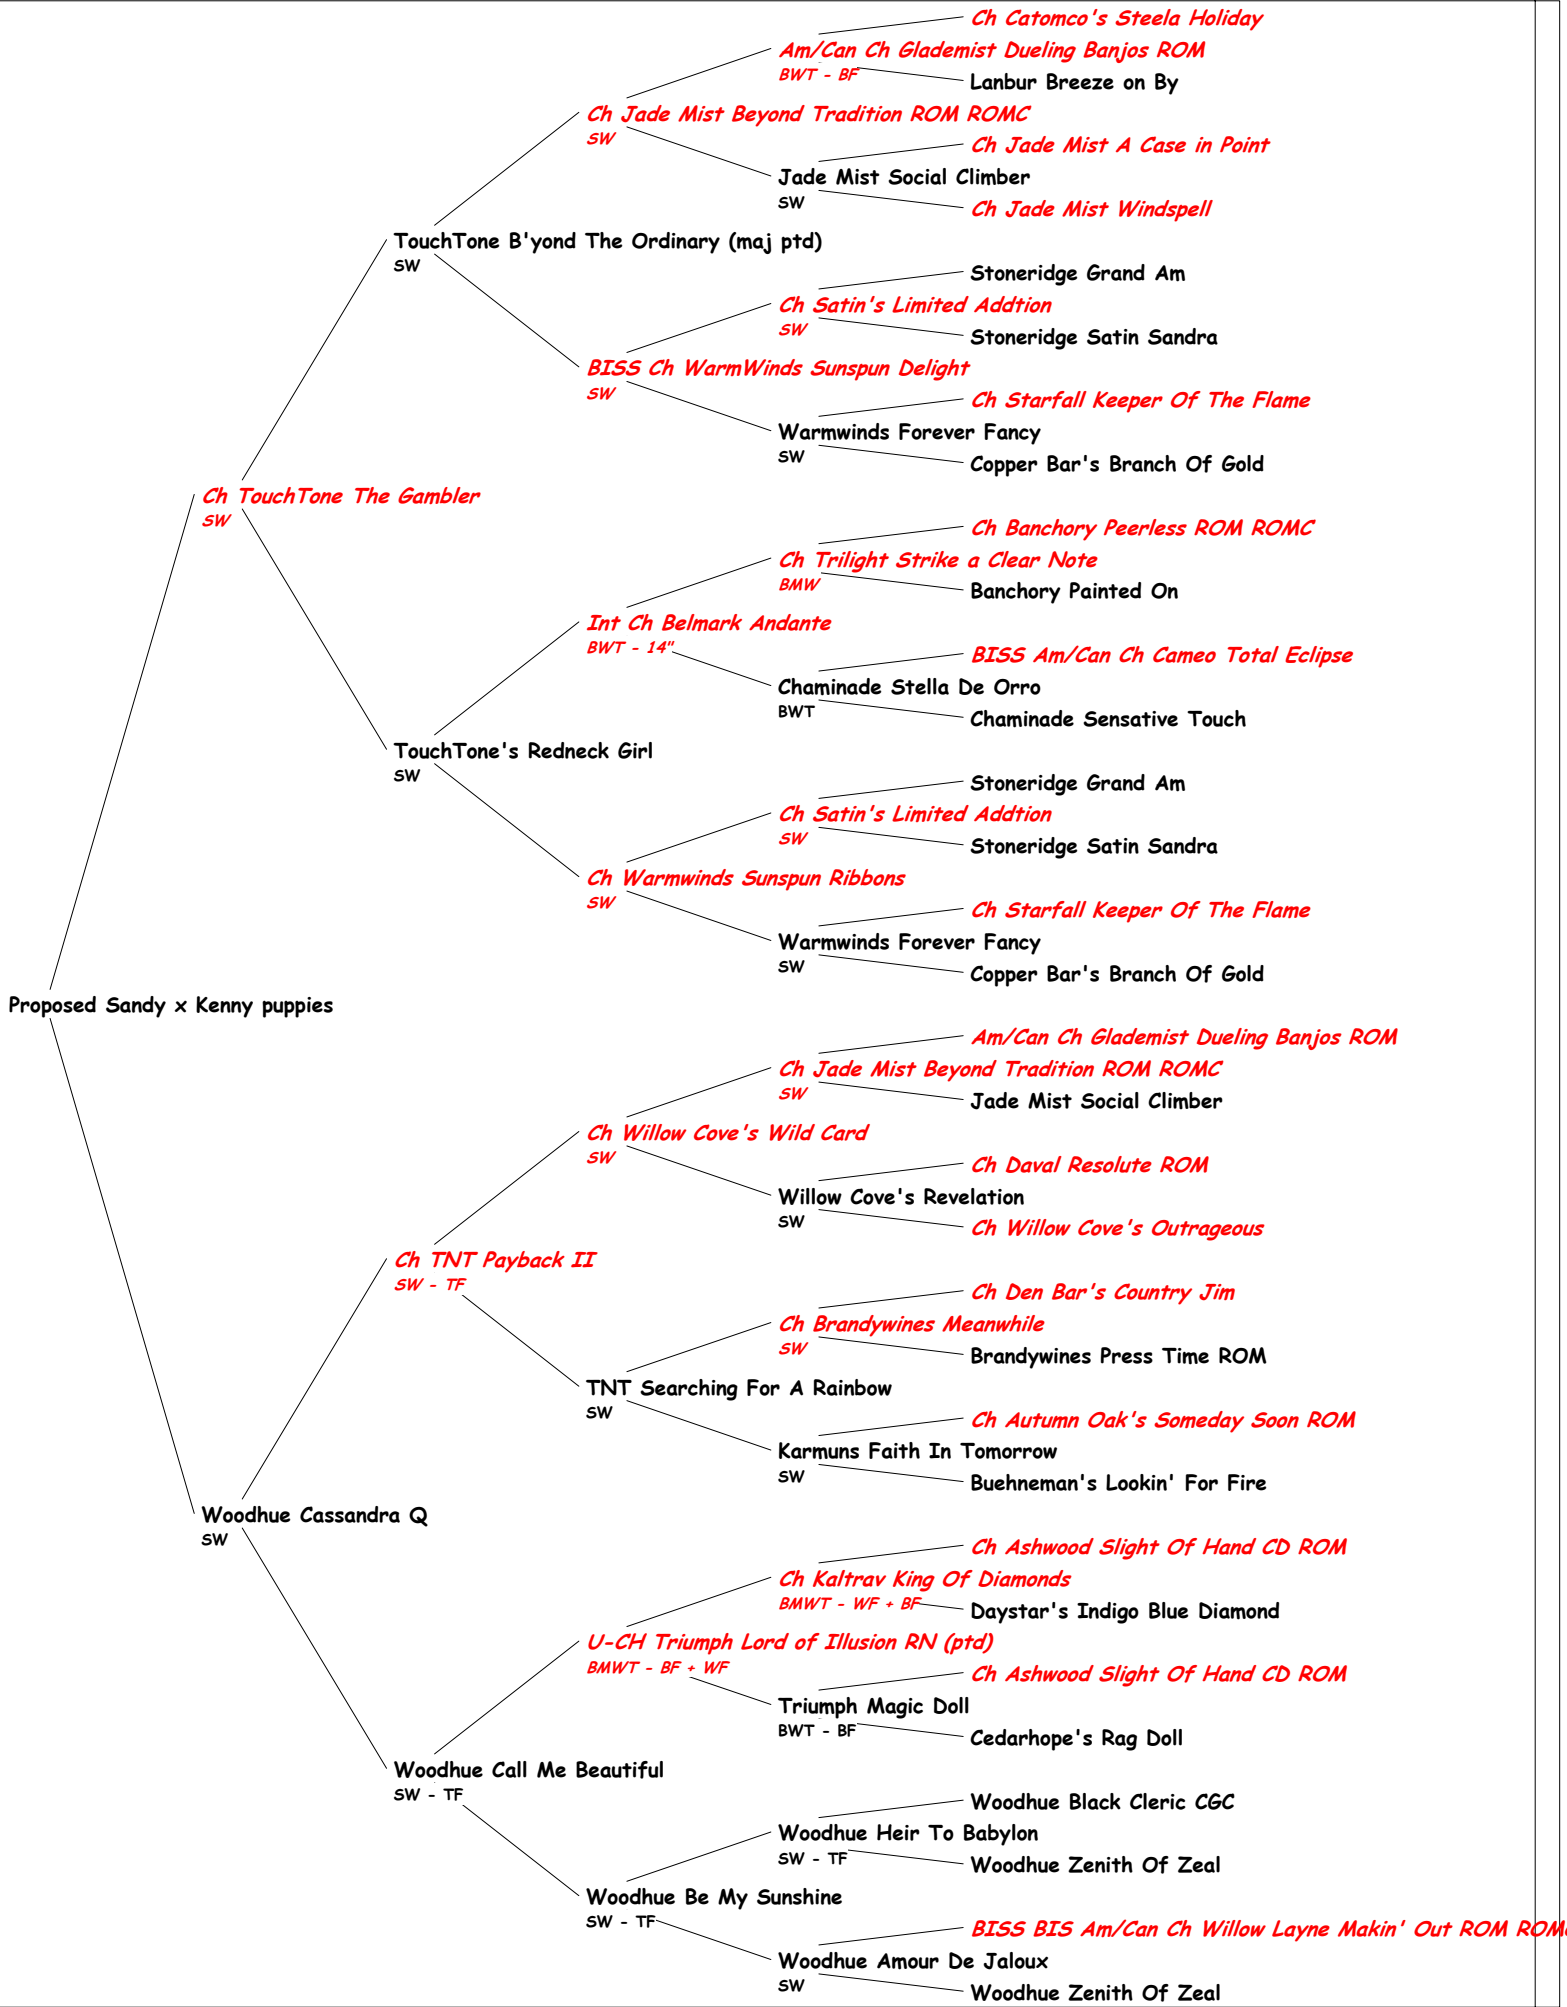 Ch Catomco's Steela Holiday
Am/Can Ch Glademist Dueling Banjos ROM
BWT - BF
Lanbur Breeze on By
Ch Jade Mist Beyond Tradition ROM ROMC
SW
Ch Jade Mist A Case in Point
Jade Mist Social Climber
SW
Ch Jade Mist Windspell
TouchTone B'yond The Ordinary (maj ptd)
SW
Stoneridge Grand Am
Ch Satin's Limited Addtion
SW
Stoneridge Satin Sandra
BISS Ch WarmWinds Sunspun Delight
SW
Ch Starfall Keeper Of The Flame
Warmwinds Forever Fancy
SW
Copper Bar's Branch Of Gold
Ch TouchTone The Gambler
SW
Ch Banchory Peerless ROM ROMC
Ch Trilight Strike a Clear Note
BMW
Banchory Painted On
Int Ch Belmark Andante
BWT - 14"
BISS Am/Can Ch Cameo Total Eclipse
Chaminade Stella De Orro
BWT
Chaminade Sensative Touch
TouchTone's Redneck Girl
SW
Stoneridge Grand Am
Ch Satin's Limited Addtion
SW
Stoneridge Satin Sandra
Ch Warmwinds Sunspun Ribbons
SW
Ch Starfall Keeper Of The Flame
Warmwinds Forever Fancy
SW
Copper Bar's Branch Of Gold
Proposed Sandy x Kenny puppies
Am/Can Ch Glademist Dueling Banjos ROM
Ch Jade Mist Beyond Tradition ROM ROMC
SW
Jade Mist Social Climber
Ch Willow Cove's Wild Card
SW
Ch Daval Resolute ROM
Willow Cove's Revelation
SW
Ch Willow Cove's Outrageous
Ch TNT Payback II
SW - TF
Ch Den Bar's Country Jim
Ch Brandywines Meanwhile
SW
Brandywines Press Time ROM
TNT Searching For A Rainbow
SW
Ch Autumn Oak's Someday Soon ROM
Karmuns Faith In Tomorrow
SW
Buehneman's Lookin' For Fire
Woodhue Cassandra Q
SW
Ch Ashwood Slight Of Hand CD ROM
Ch Kaltrav King Of Diamonds
BMWT - WF + BF
Daystar's Indigo Blue Diamond
U-CH Triumph Lord of Illusion RN (ptd)
BMWT - BF + WF
Ch Ashwood Slight Of Hand CD ROM
Triumph Magic Doll
BWT - BF
Cedarhope's Rag Doll
Woodhue Call Me Beautiful
SW - TF
Woodhue Black Cleric CGC
Woodhue Heir To Babylon
SW - TF
Woodhue Zenith Of Zeal
Woodhue Be My Sunshine
SW - TF
BISS BIS Am/Can Ch Willow Layne Makin' Out ROM
Woodhue Amour De Jaloux
SW
Woodhue Zenith Of Zeal